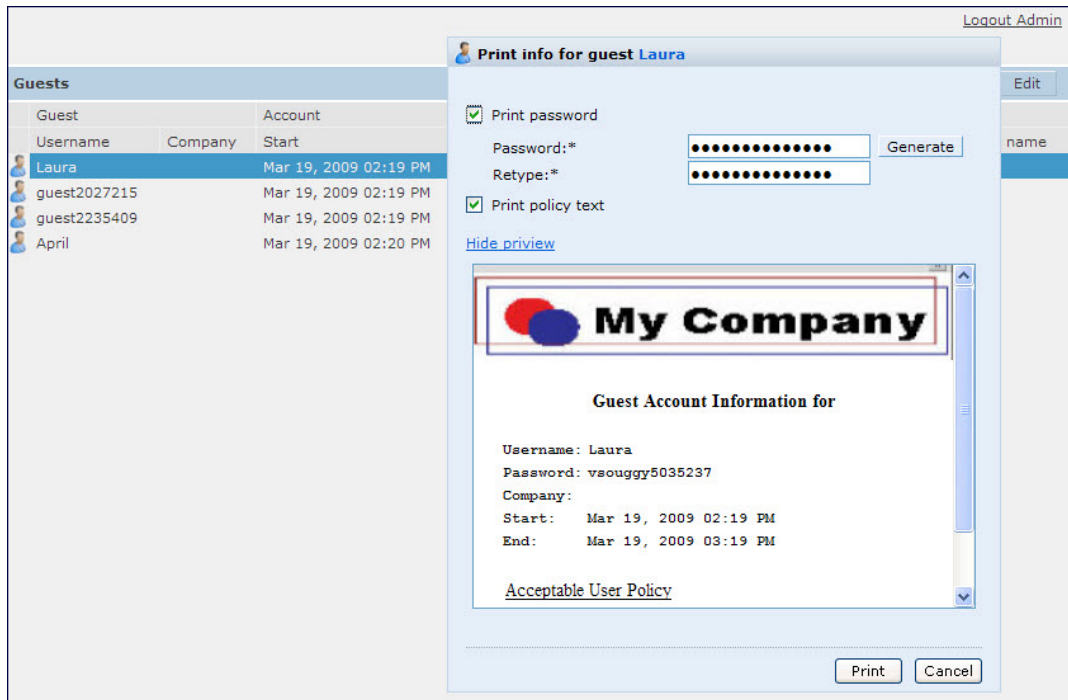 Logout Admin
Print info for guest Laura
Guests
Edit
Guest Account
Username Company Start
name
Laura Mar 19, 2009 02:19 PM
guest2027215 Mar 19, 2009 02:19 PM
guest2235409 Mar 19, 2009 02:19 PM
April Mar 19, 2009 02:20 PM
Print password
Password:* ●●●●●●●●●●●●●● Generate
Retype:* ●●●●●●●●●●●●●●
Print policy text
Hide priview
My Company
Guest Account Information for
Username: Laura
Password: vsouggy5035237
Company:
Start: Mar 19, 2009 02:19 PM
End: Mar 19, 2009 03:19 PM
Acceptable User Policy
Print Cancel